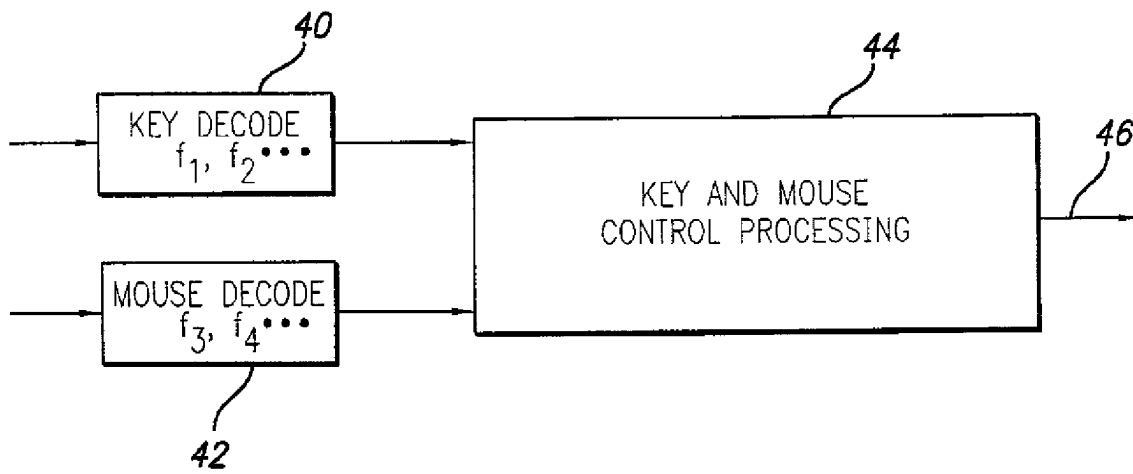 40
KEY DECODE
f1, f2 •••
44
KEY AND MOUSE
CONTROL PROCESSING
46
MOUSE DECODE
f3, f4 •••
42